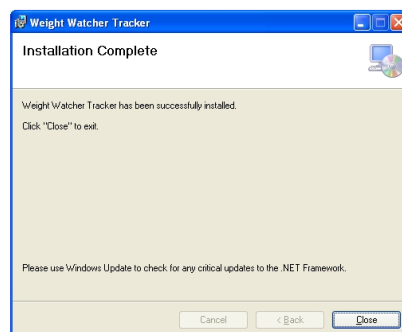 Weight Watcher Tracker
Installation Complete
Weight Watcher Tracker has been successfully installed.
Click "Close" to exit.
Please use Windows Update to check for any critical updates to the .NET Framework.
Cancel
< Back
Close